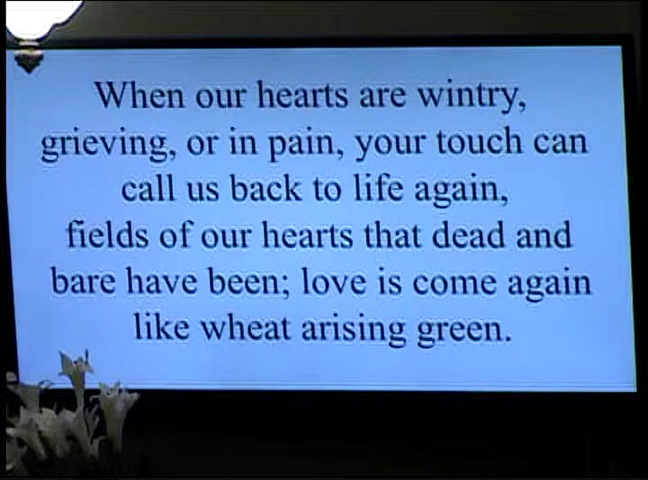 When our hearts are wintry,
grieving, or in pain, your touch can
call us back to life again,
fields of our hearts that dead and
bare have been; love is come again
like wheat arising green.